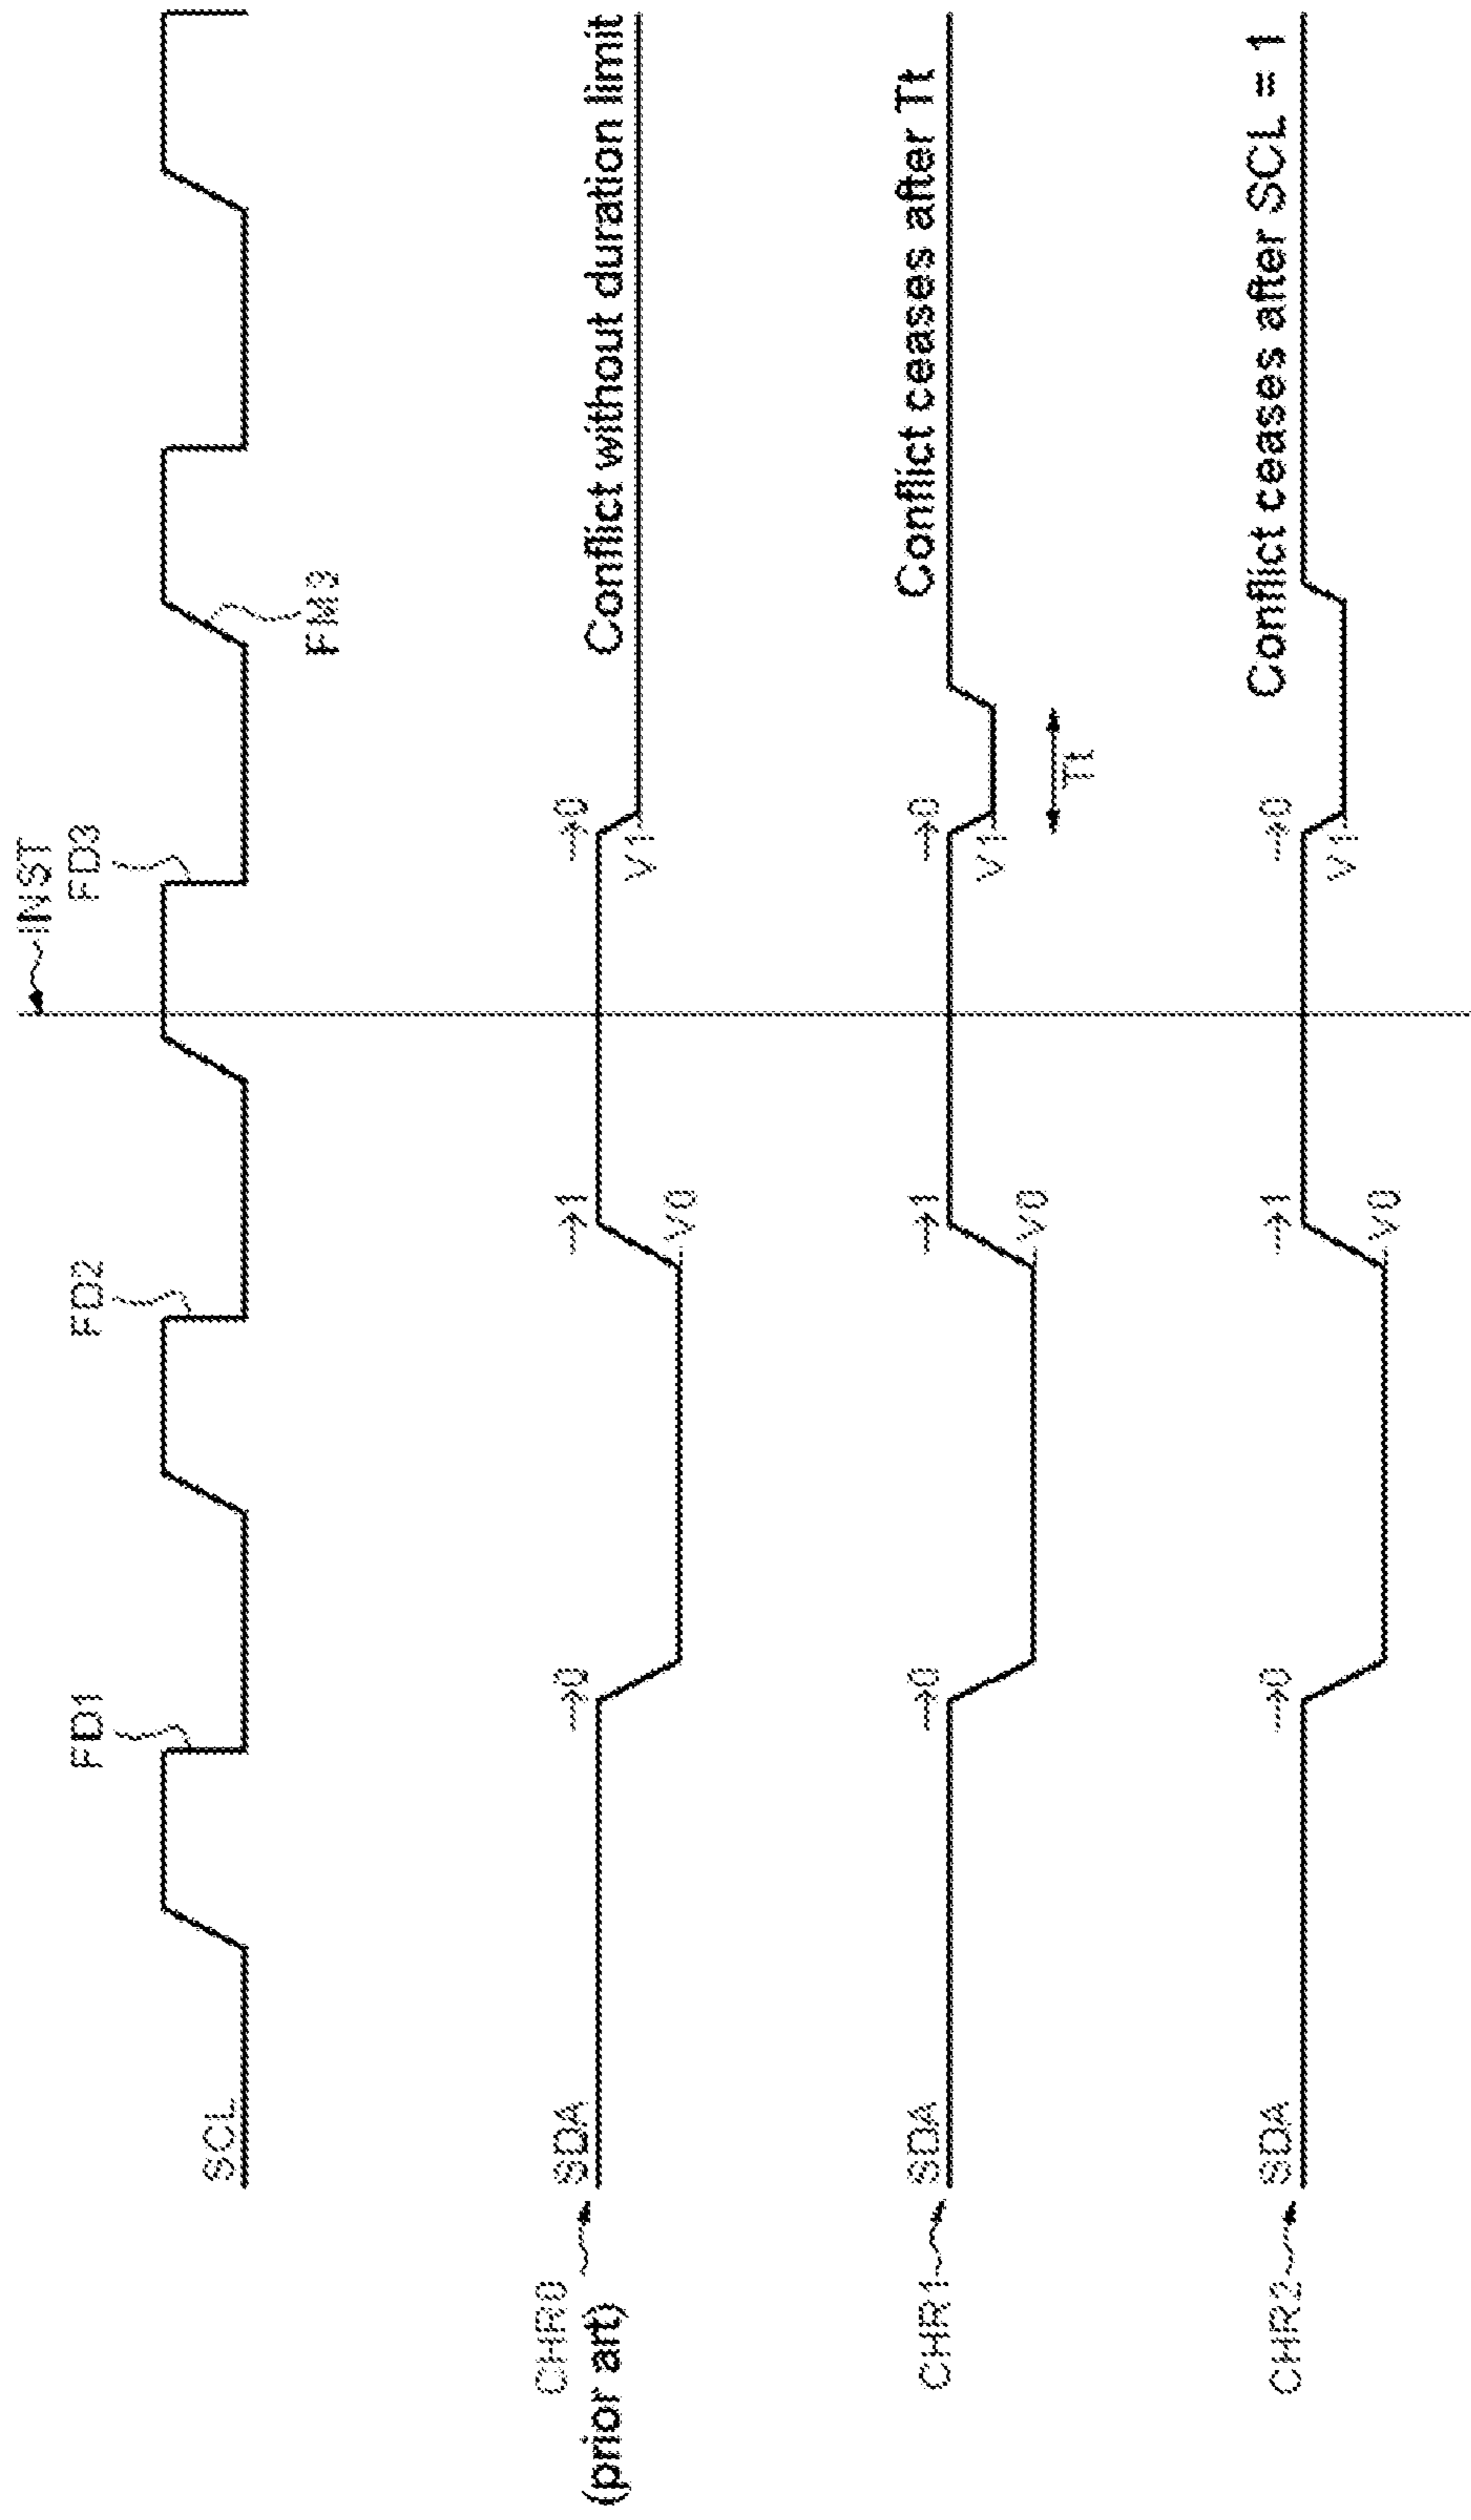 INST
FD1
FD2
FD3
SCL
FM3
CHR0
(prior art)
SDA
→0
→1
→0
V0
V1
Conflict without duration limit
CHR1
SDA
→0
→1
→0
V0
V1
Conflict ceases after Tt
Tt
CHR2
SDA
→0
→1
→0
V0
V1
Conflict ceases after SCL = 1